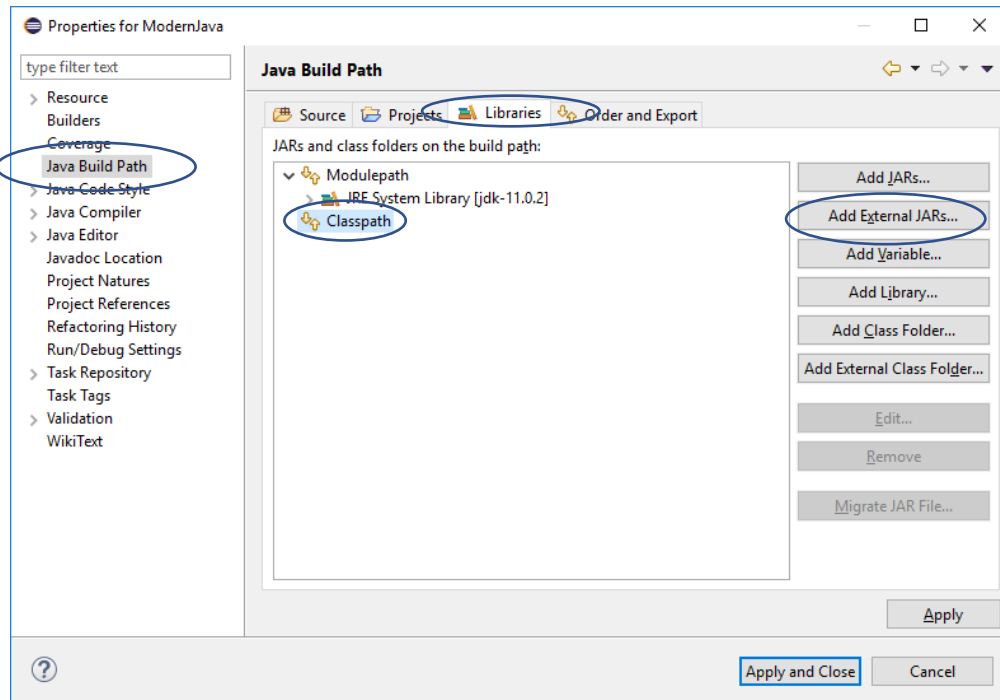 Properties for ModernJava
type filter text
Resource
Builders
Coverage
Java Build Path
Java Code Style
Java Compiler
Java Editor
Javadoc Location
Project Natures
Project References
Refactoring History
Run/Debug Settings
Task Repository
Task Tags
Validation
WikiText
Java Build Path
Source Projects Libraries Order and Export
JARs and class folders on the build path:
Modulepath
JRE System Library [jdk-11.0.2]
Classpath
Add JARs...
Add External JARs...
Add Variable...
Add Library...
Add Class Folder...
Add External Class Folder...
Edit...
Remove
Migrate JAR File...
Apply
?
Apply and Close Cancel